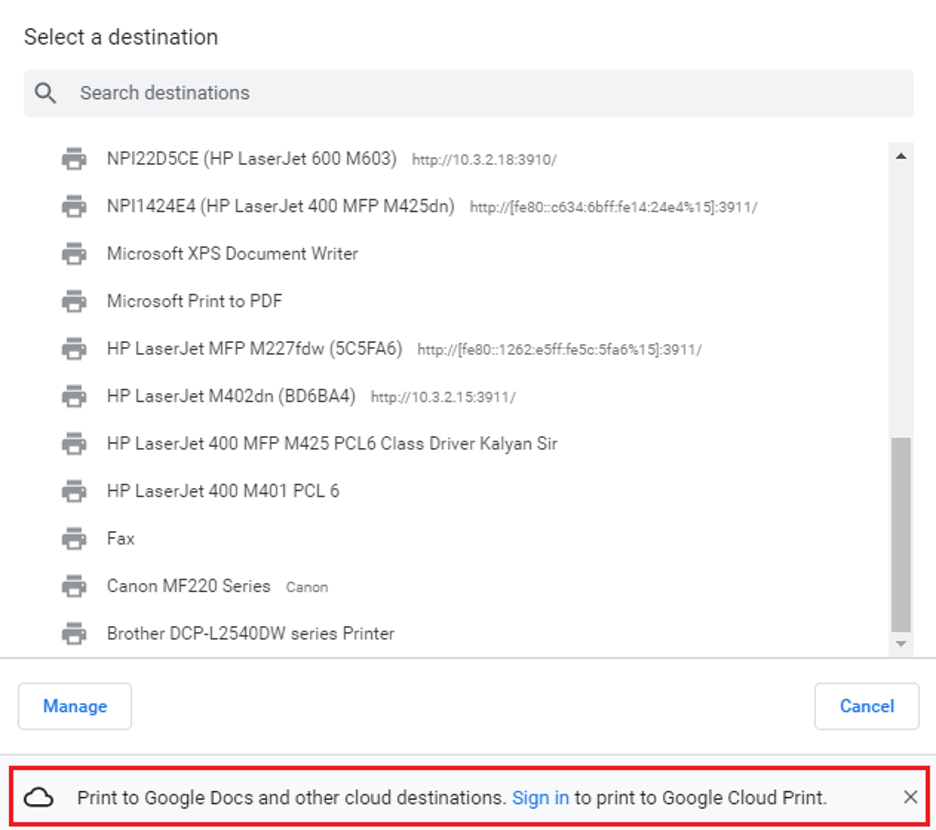 Select a destination
Search destinations
NPI22D5CE (HP LaserJet 600 M603) http://10.3.2.18:3910/
NPI1424E4 (HP LaserJet 400 MFP M425dn) http://[fe80::c634:6bff:fe14:24e4%15]:3911/
Microsoft XPS Document Writer
Microsoft Print to PDF
HP LaserJet MFP M227fdw (5C5FA6) http://[fe80::1262:e5ff:fe5c:5fa6%15]:3911/
HP LaserJet M402dn (BD6BA4) http://10.3.2.15:3911/
HP LaserJet 400 MFP M425 PCL6 Class Driver Kalyan Sir
HP LaserJet 400 M401 PCL 6
Fax
Canon MF220 Series Canon
Brother DCP-L2540DW series Printer
Manage Cancel
Print to Google Docs and other cloud destinations. Sign in to print to Google Cloud Print.